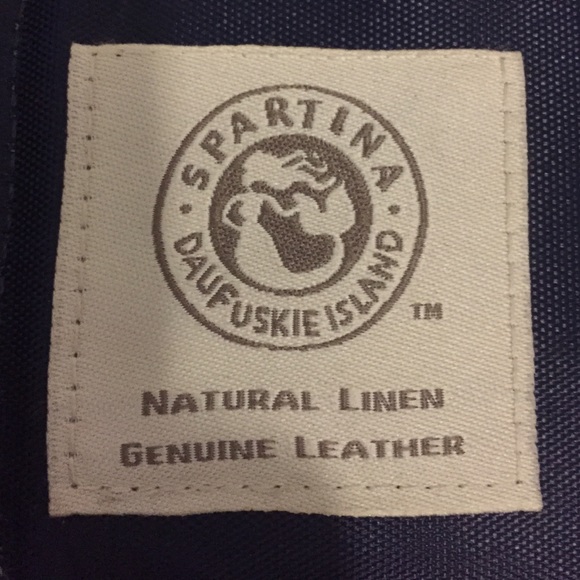 SPARTINA
DAUFUSKIE ISLAND
TM
NATURAL LINEN
GENUINE LEATHER